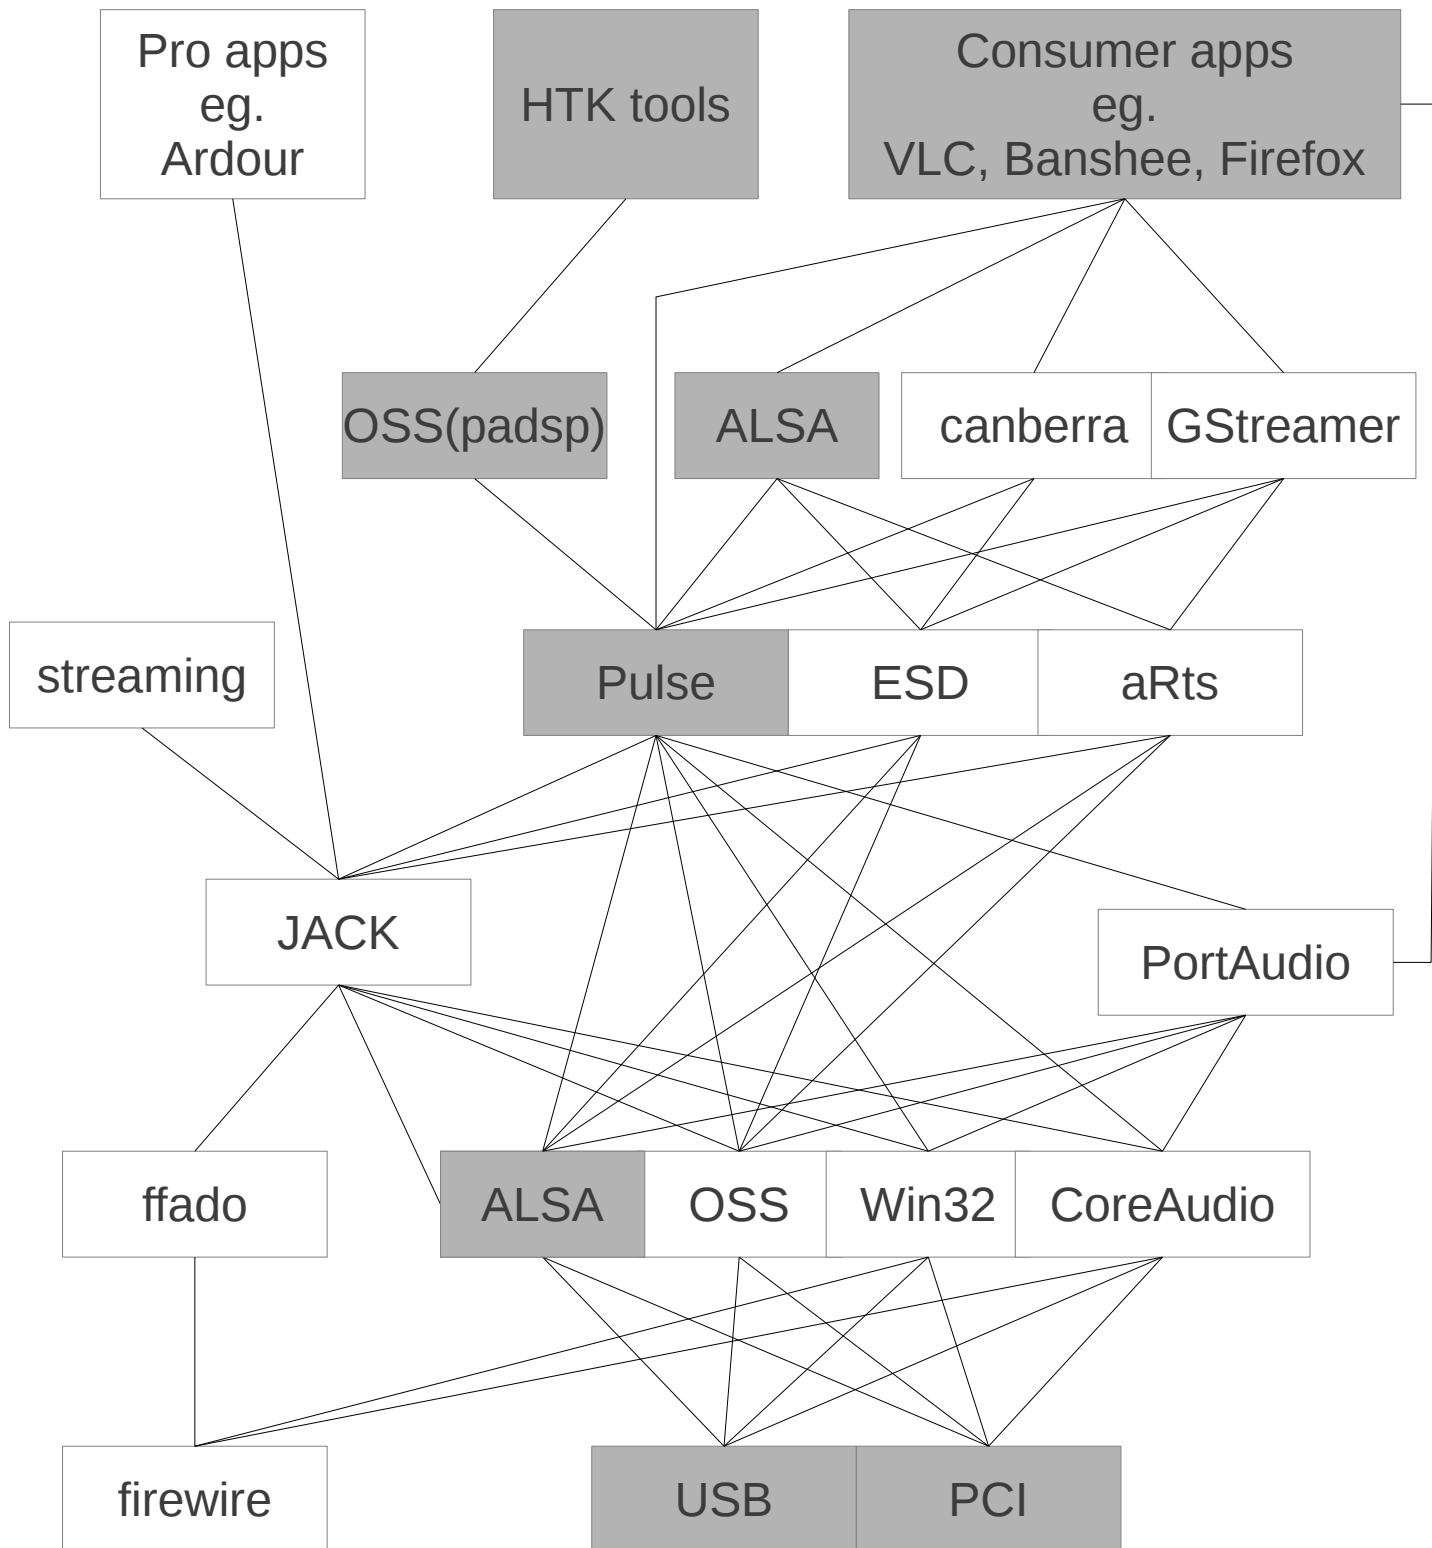 Pro apps
eg.
Ardour
HTK tools
Consumer apps
eg.
VLC, Banshee, Firefox
OSS(padsp)
ALSA
canberra
GStreamer
streaming
Pulse
ESD
aRts
JACK
PortAudio
ffado
ALSA
OSS
Win32
CoreAudio
firewire
USB
PCI